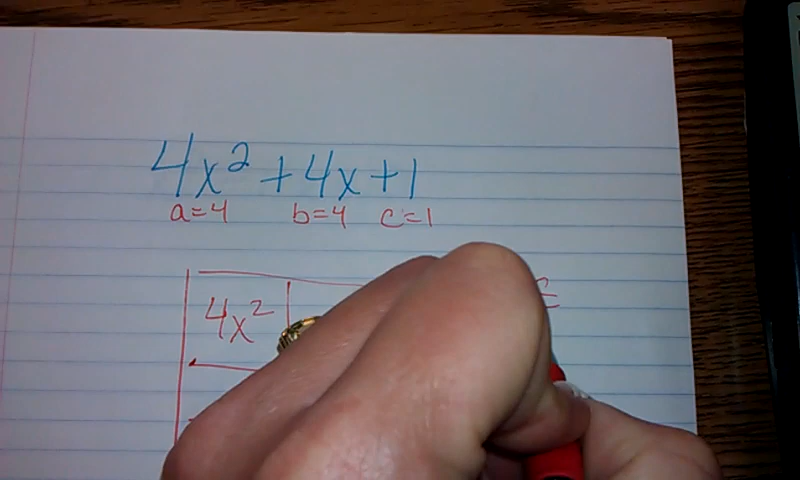 4x² + 4x + 1
a=4 b=4 c=1
4x²